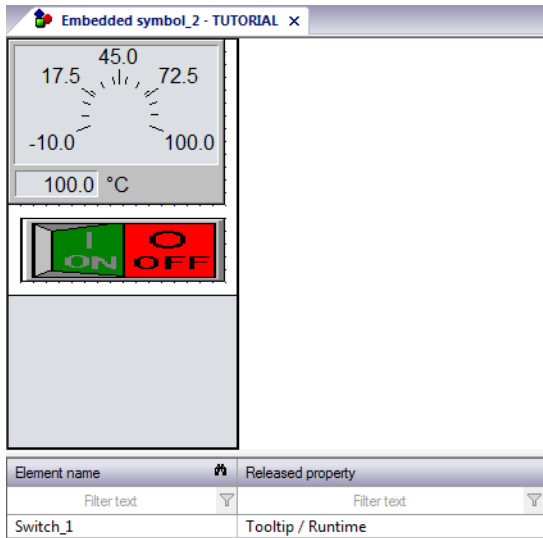 Embedded symbol_2 - TUTORIAL X
45.0
17.5 72.5
-10.0 100.0
100.0 °C
I O
ON OFF
Element name Released property
Filter text Filter text
Switch_1 Tooltip / Runtime